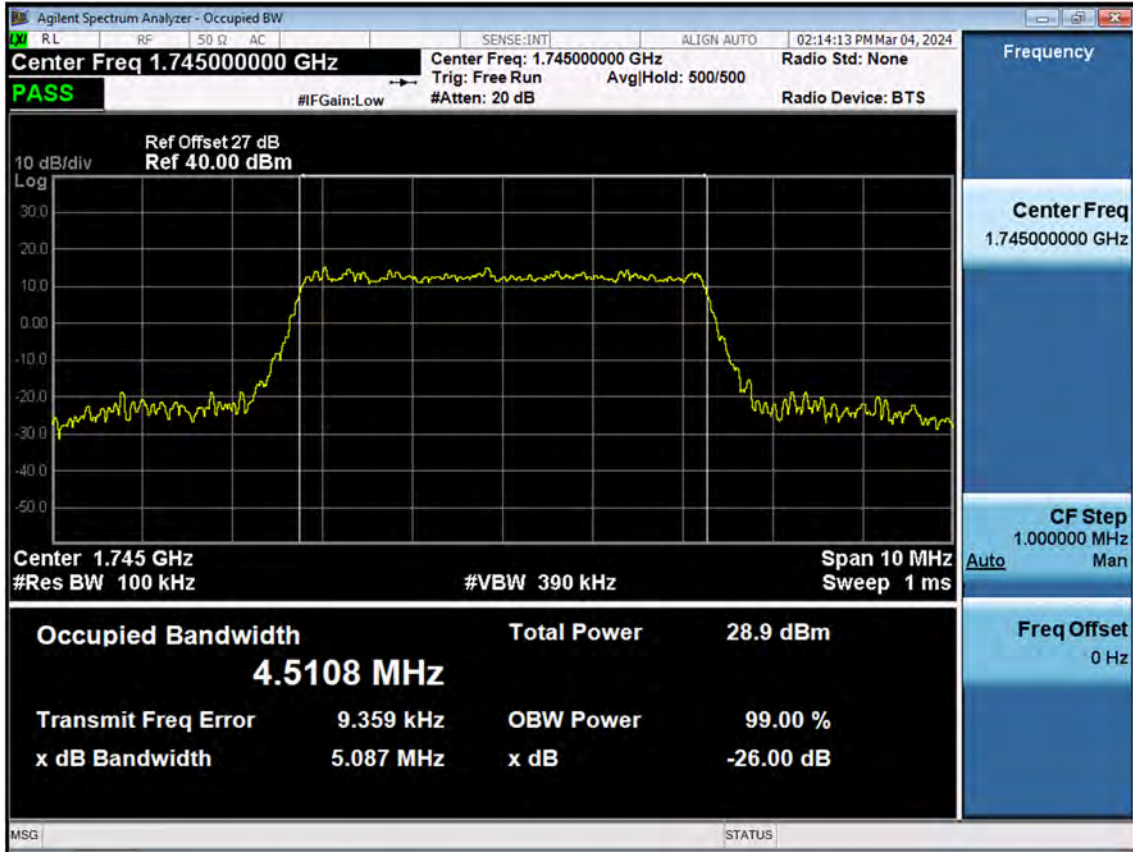 Agilent Spectrum Analyzer - Occupied BW
LXI RL RF 50 Ω AC SENSE:INT ALIGN AUTO 02:14:13 PM Mar 04, 2024
Center Freq 1.745000000 GHz
PASS
#IFGain:Low
Center Freq: 1.745000000 GHz
Trig: Free Run Avg|Hold: 500/500
#Atten: 20 dB
Radio Std: None
Radio Device: BTS
Ref Offset 27 dB
10 dB/div Ref 40.00 dBm
Log
30.0
20.0
10.0
0.00
-10.0
-20.0
-30.0
-40.0
-50.0
Center 1.745 GHz Span 10 MHz
#Res BW 100 kHz #VBW 390 kHz Sweep 1 ms
Occupied Bandwidth Total Power 28.9 dBm
4.5108 MHz
Transmit Freq Error 9.359 kHz OBW Power 99.00 %
x dB Bandwidth 5.087 MHz x dB -26.00 dB
MSG STATUS
Frequency
Center Freq
1.745000000 GHz
CF Step
1.000000 MHz
Auto Man
Freq Offset
0 Hz